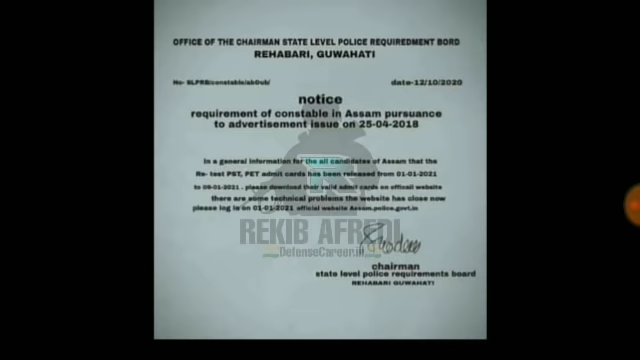 OFFICE OF THE CHAIRMAN STATE LEVEL POLICE REQUIREDMENT BORD
REHABARI, GUWAHATI
No- SLPRB/constable/abOub/
date-12/10/2020
notice
requirement of constable in Assam pursuance
to advertisement issue on 25-04-2018
In a general information for the all candidates of Assam that the
Re- test PST, PET admit cards has been released from 01-01-2021
to 09-01-2021 . please download their valid admit cards on officail website
there are some technical problems the website has close now
please log in on 01-01-2021 official website Assam.police.govt.in
REKIB AFREDI
DefenseCareer.in
chairman
state level police requirements board
REHABARI GUWAHATI